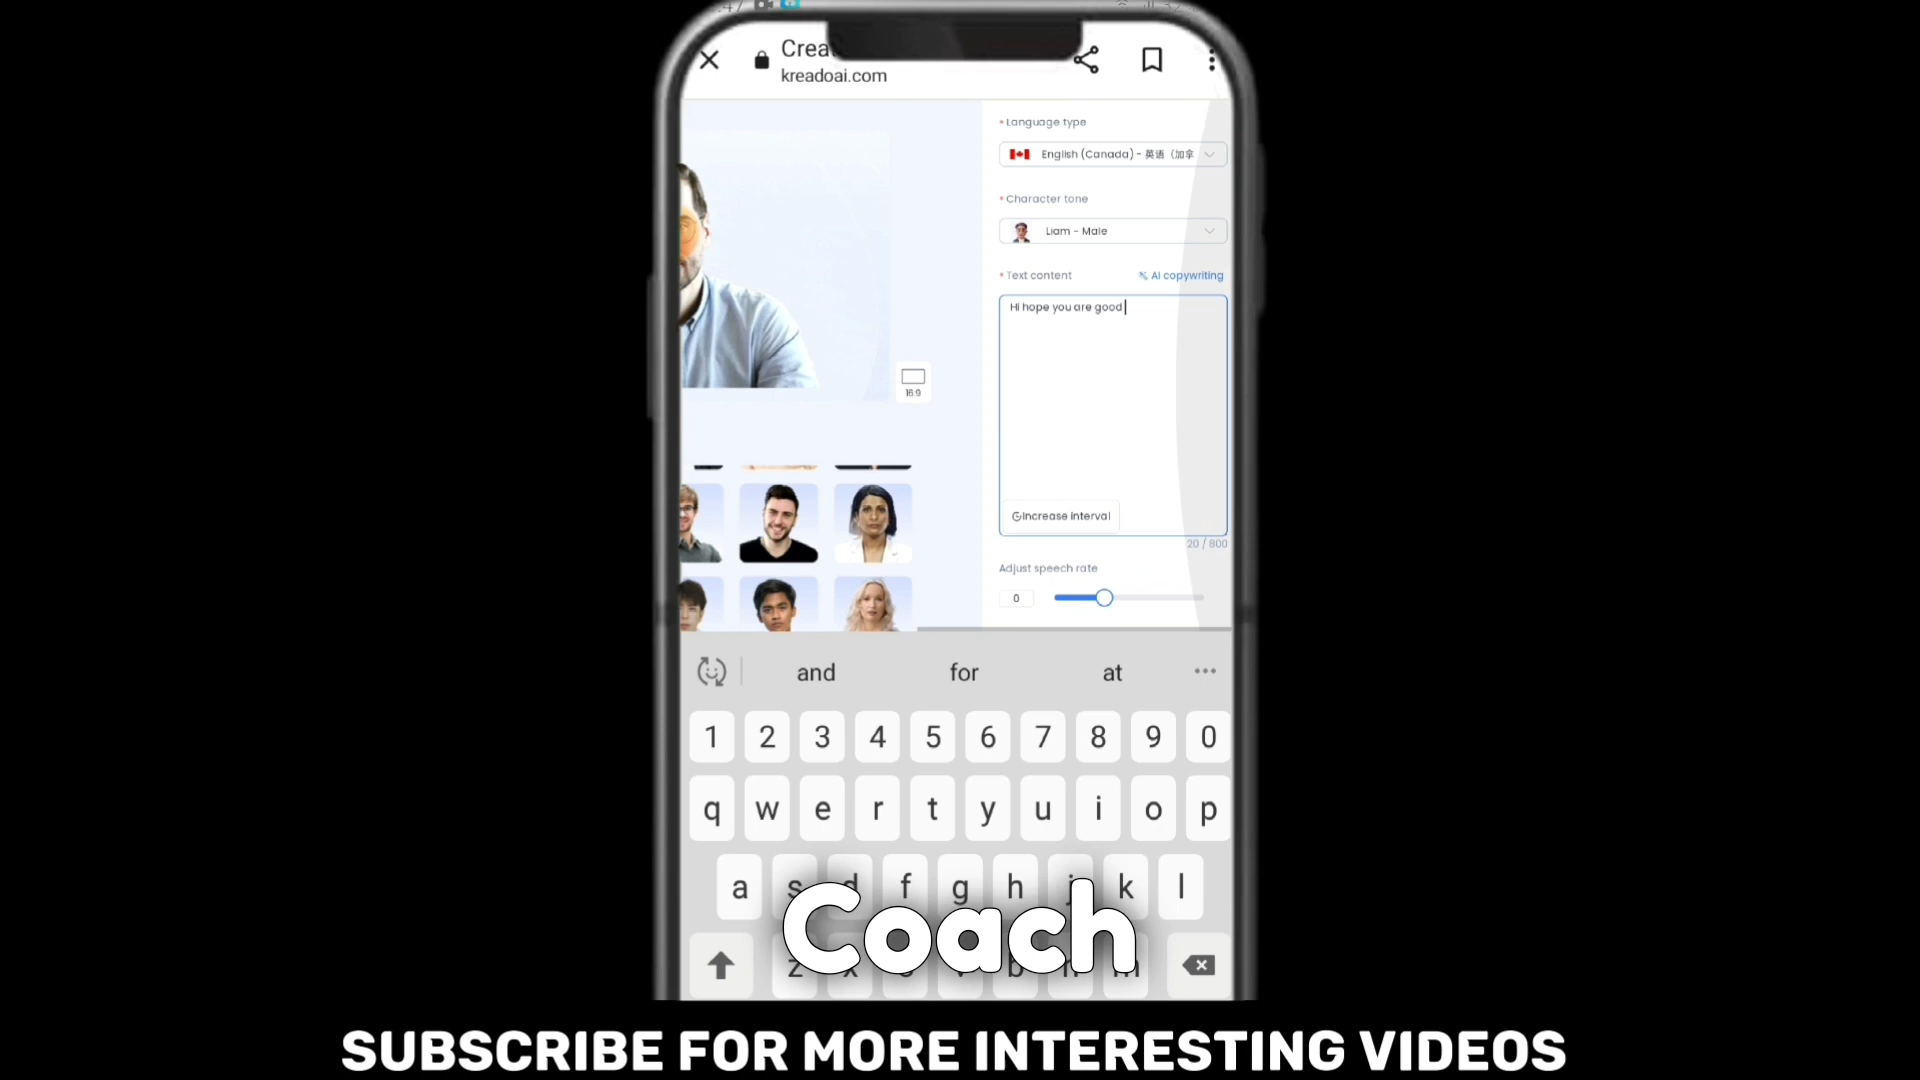 Crea
kreadoai.com
* Language type
English (Canada) - 英语（加拿
* Character tone
Liam - Male
* Text content
AI copywriting
Hi hope you are good
16:9
Increase interval
20 / 800
Adjust speech rate
0
and for at
1 2 3 4 5 6 7 8 9 0
q w e r t y u i o p
a s d f g h j k l
Coach
z x v b n m
SUBSCRIBE FOR MORE INTERESTING VIDEOS